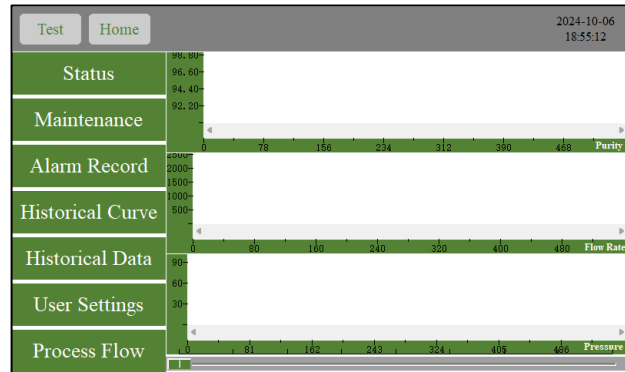 Test Home 2024-10-06
18:55:12
Status
Maintenance
Alarm Record
Historical Curve
Historical Data
User Settings
Process Flow
98.80
96.60
94.40
92.20
0 78 156 234 312 390 468 Purity
2000
1500
1000
500
0 80 160 240 320 400 480 Flow Rate
90
60
30
0 81 162 243 324 405 486 Pressure